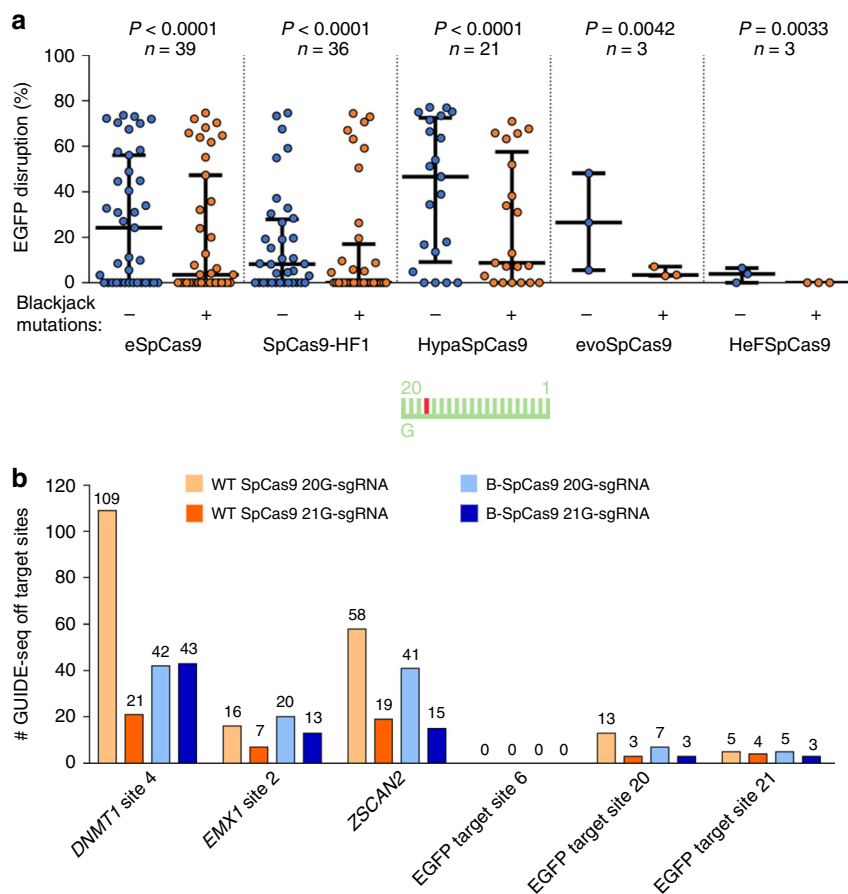 a
P < 0.0001 P < 0.0001 P < 0.0001 P = 0.0042 P = 0.0033
n = 39 n = 36 n = 21 n = 3 n = 3
EGFP disruption (%)
100
80
60
40
20
0
Blackjack mutations: – + – + – + – + – +
eSpCas9 SpCas9-HF1 HypaSpCas9 evoSpCas9 HeFSpCas9
20 1
G
b
WT SpCas9 20G-sgRNA B-SpCas9 20G-sgRNA
WT SpCas9 21G-sgRNA B-SpCas9 21G-sgRNA
# GUIDE-seq off target sites
120
100
80
60
40
20
0
109 21 42 43
16 7 20 13
58 19 41 15
0 0 0 0
13 3 7 3
5 4 5 3
DNMT1 site 4
EMX1 site 2
ZSCAN2
EGFP target site 6
EGFP target site 20
EGFP target site 21